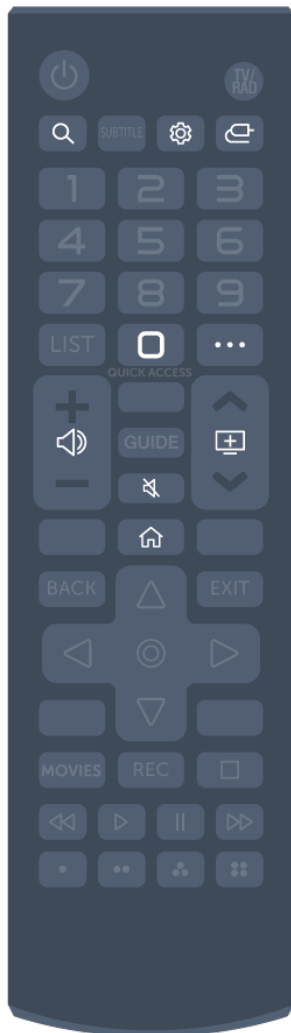 TV/
RAD
SUBTITLE
1 2 3
4 5 6
7 8 9
LIST 0
QUICK ACCESS
GUIDE
BACK EXIT
MOVIES REC